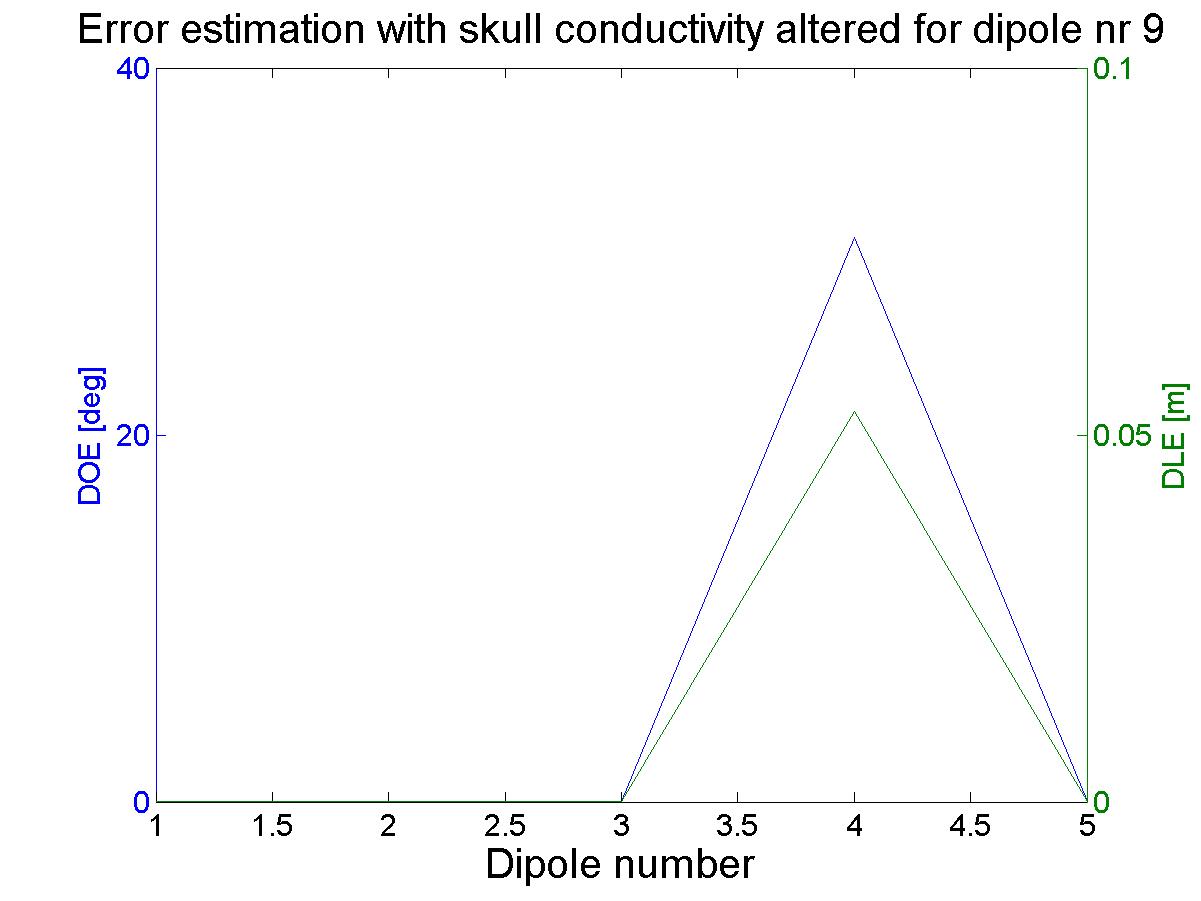 Error estimation with skull conductivity altered for dipole nr 9
40
20
0
DOE [deg]
0.1
0.05
0
DLE [m]
1 1.5 2 2.5 3 3.5 4 4.5 5
Dipole number